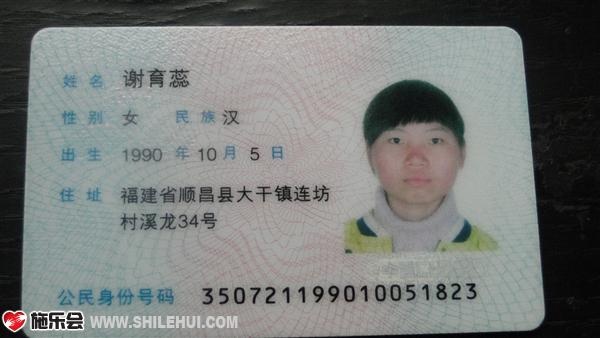 姓名 谢育蕊
性别 女 民族 汉
出生 1990 年 10 月 5 日
住址 福建省顺昌县大干镇连坊
村溪龙34号
公民身份号码 350721199010051823
施乐会 WWW.SHILEHUI.COM